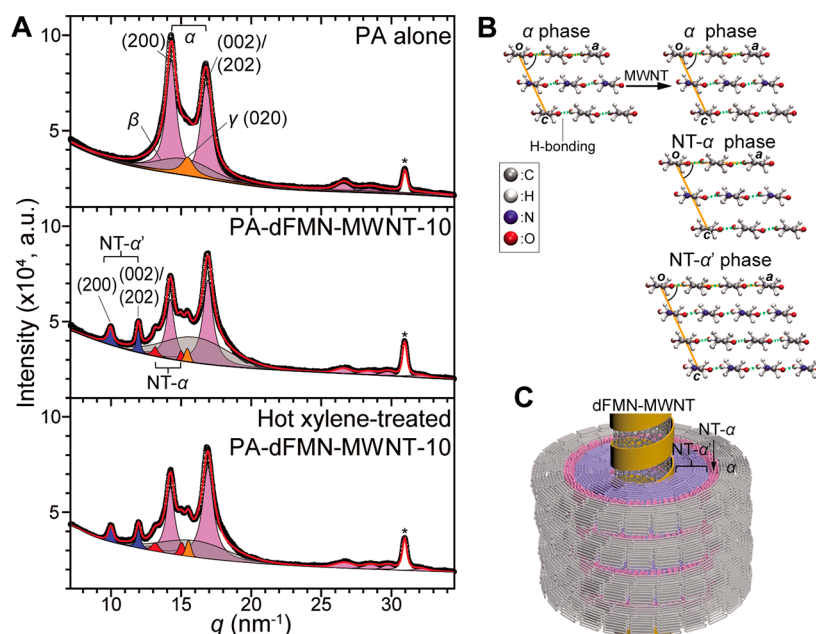 A
PA alone
α
(200)
(002)/
(202)
β
γ (020)
*
10
5
PA-dFMN-MWNT-10
NT-α'
(002)/
(200)
(202)
NT-α
*
10
5
Hot xylene-treated
PA-dFMN-MWNT-10
*
10
5
Intensity (x10⁴, a.u.)
10 15 20 25 30
q (nm⁻¹)
B
α phase
α phase
o a
o a
MWNT
c
c
H-bonding
:C
:H
:N
:O
NT-α phase
o
c
NT-α' phase
o a
c
C
dFMN-MWNT
NT-α
NT-α'
α